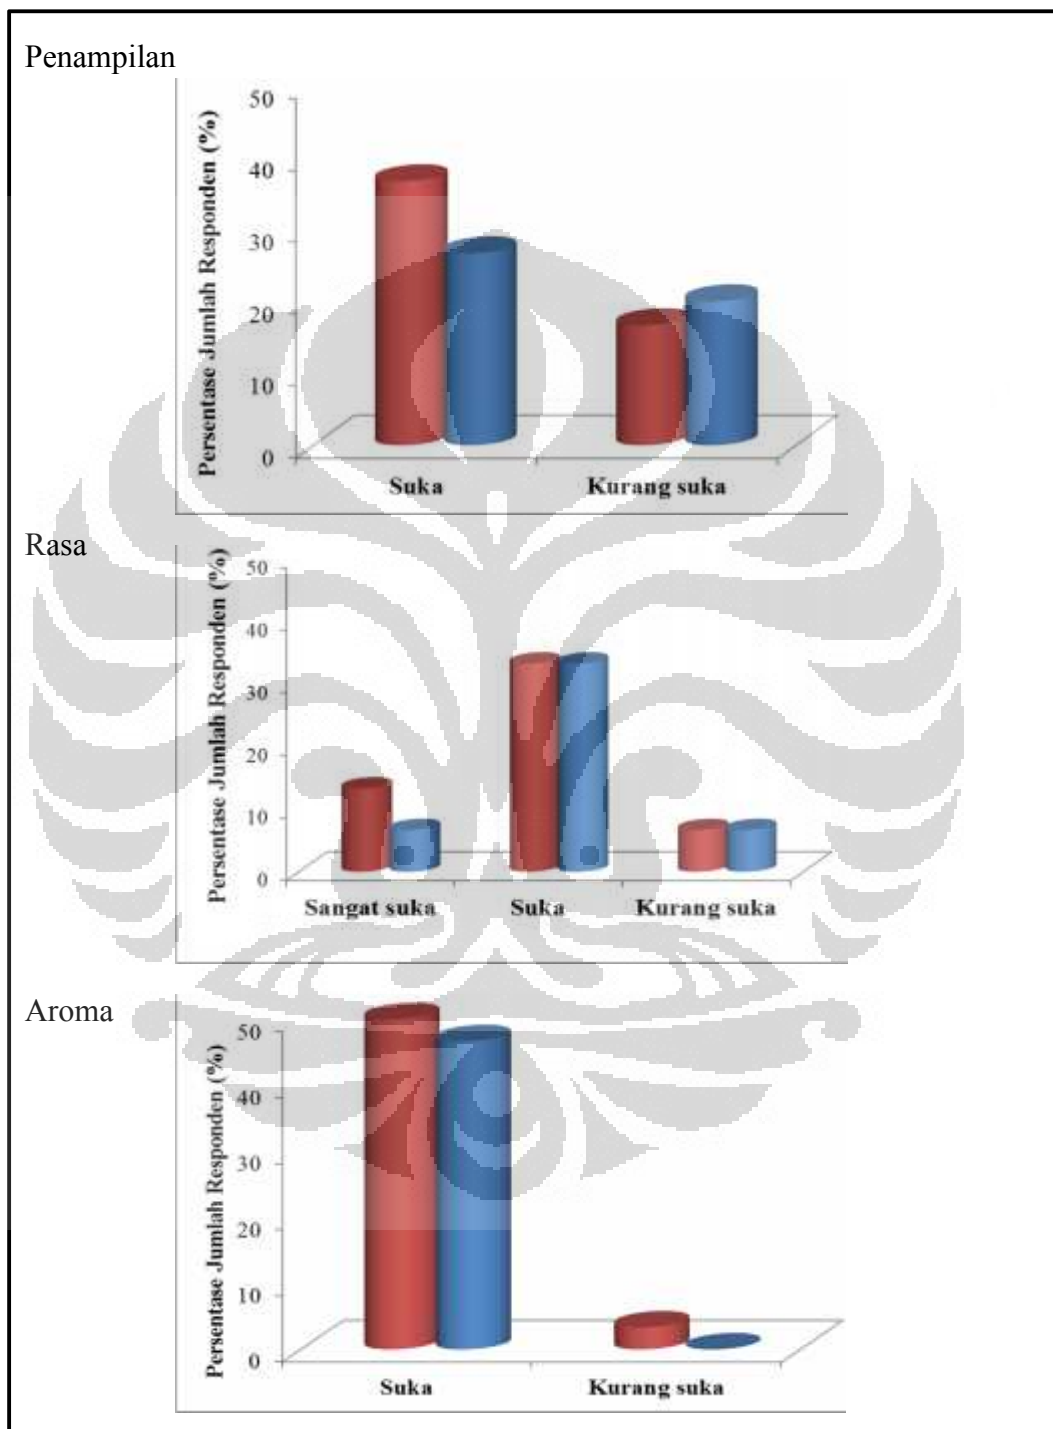 Penampilan
Persentase Jumlah Responden (%)
50
40
30
20
10
0
Suka Kurang suka
Rasa
Persentase Jumlah Responden (%)
50
40
30
20
10
0
Sangat suka Suka Kurang suka
Aroma
Persentase Jumlah Responden (%)
50
40
30
20
10
0
Suka Kurang suka